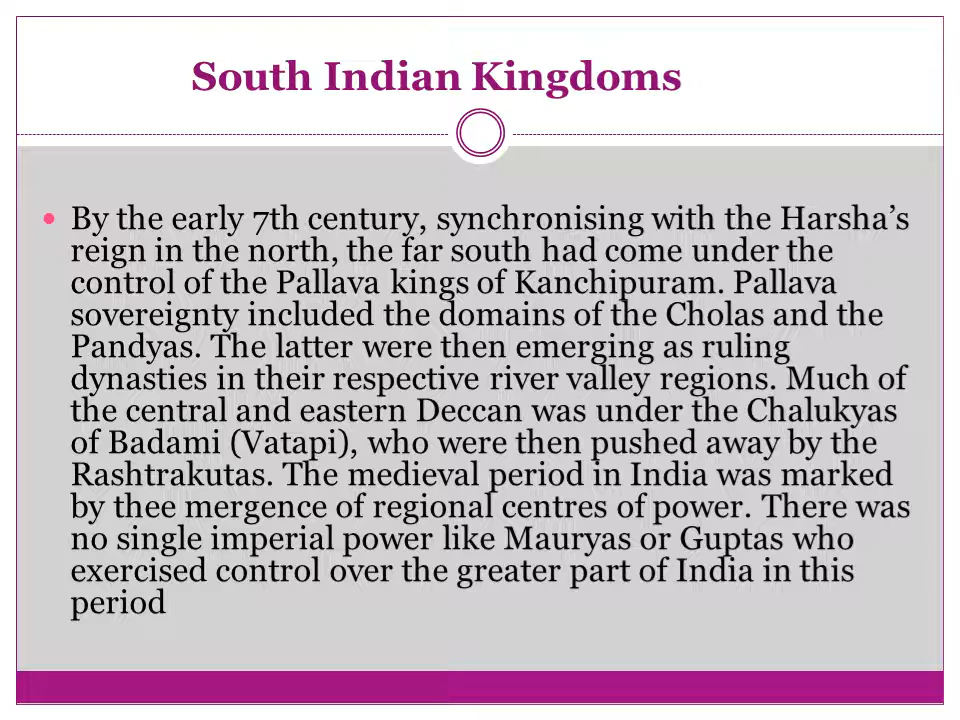 South Indian Kingdoms
By the early 7th century, synchronising with the Harsha’s
reign in the north, the far south had come under the
control of the Pallava kings of Kanchipuram. Pallava
sovereignty included the domains of the Cholas and the
Pandyas. The latter were then emerging as ruling
dynasties in their respective river valley regions. Much of
the central and eastern Deccan was under the Chalukyas
of Badami (Vatapi), who were then pushed away by the
Rashtrakutas. The medieval period in India was marked
by thee mergence of regional centres of power. There was
no single imperial power like Mauryas or Guptas who
exercised control over the greater part of India in this
period